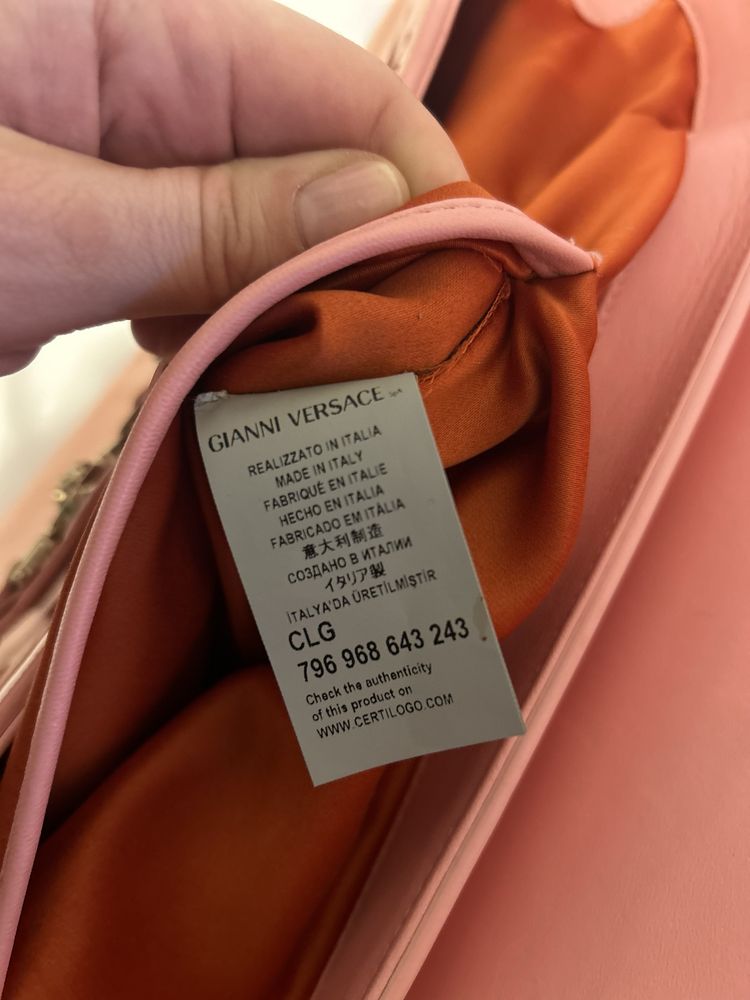 GIANNI VERSACE SpA
REALIZZATO IN ITALIA
MADE IN ITALY
FABRIQUÉ EN ITALIE
HECHO EN ITALIA
FABRICADO EM ITÁLIA
意大利制造
СОЗДАНО В ИТАЛИИ
イタリア製
İTALYA'DA ÜRETİLMİŞTİR
CLG
796 968 643 243
Check the authenticity
of this product on
WWW.CERTILOGO.COM